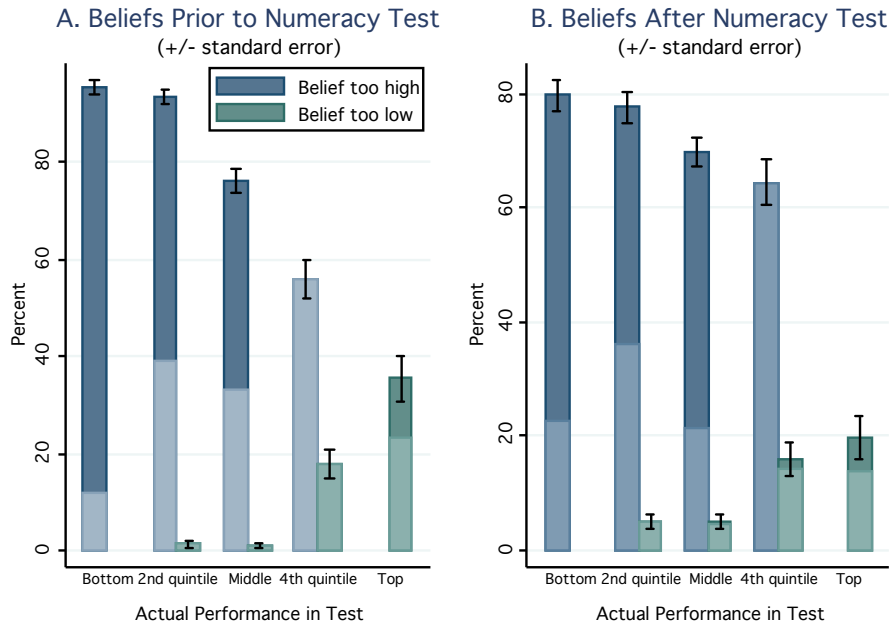 A. Beliefs Prior to Numeracy Test
(+/- standard error)
Belief too high
Belief too low
Percent
80
60
40
20
0
Bottom 2nd quintile Middle 4th quintile Top
Actual Performance in Test
B. Beliefs After Numeracy Test
(+/- standard error)
Percent
80
60
40
20
0
Bottom 2nd quintile Middle 4th quintile Top
Actual Performance in Test